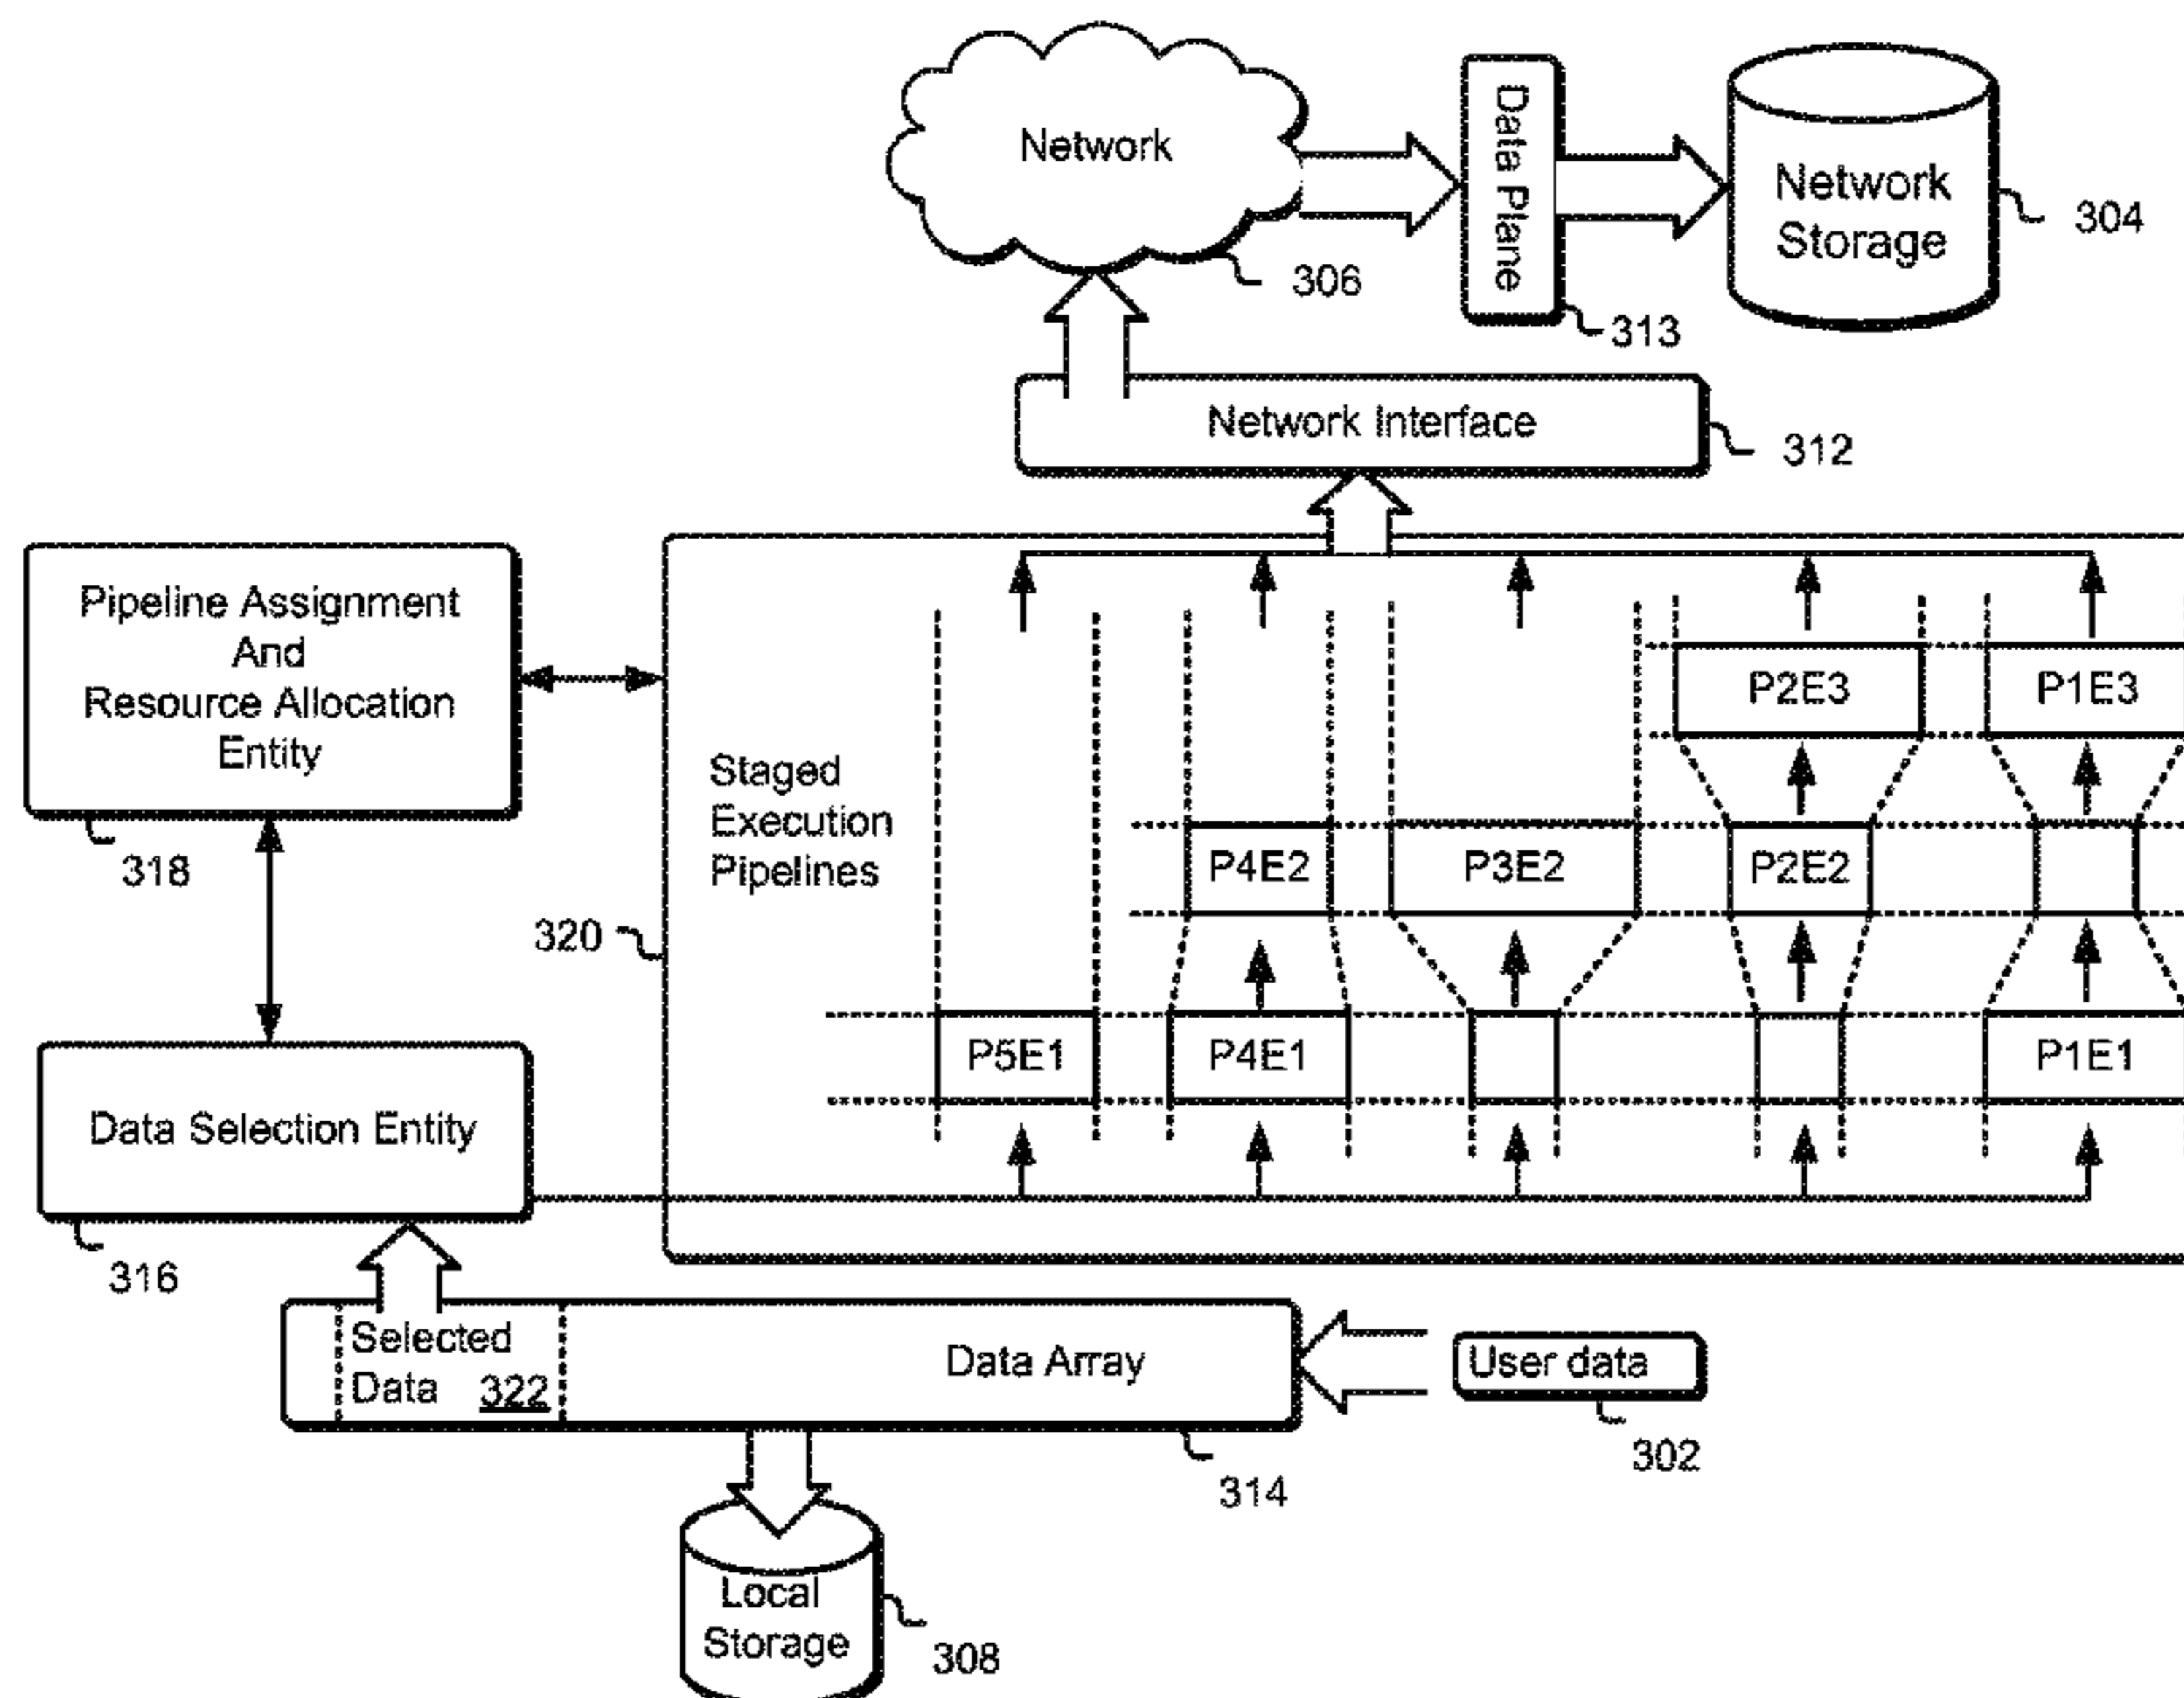 Network
Data Plane
Network
Storage
304
306
313
Network Interface
312
Pipeline Assignment
And
Resource Allocation
Entity
318
Staged
Execution
Pipelines
320
P2E3
P1E3
P4E2
P3E2
P2E2
P5E1
P4E1
P1E1
Data Selection Entity
316
Selected
Data 322
Data Array
314
User data
302
Local
Storage
308